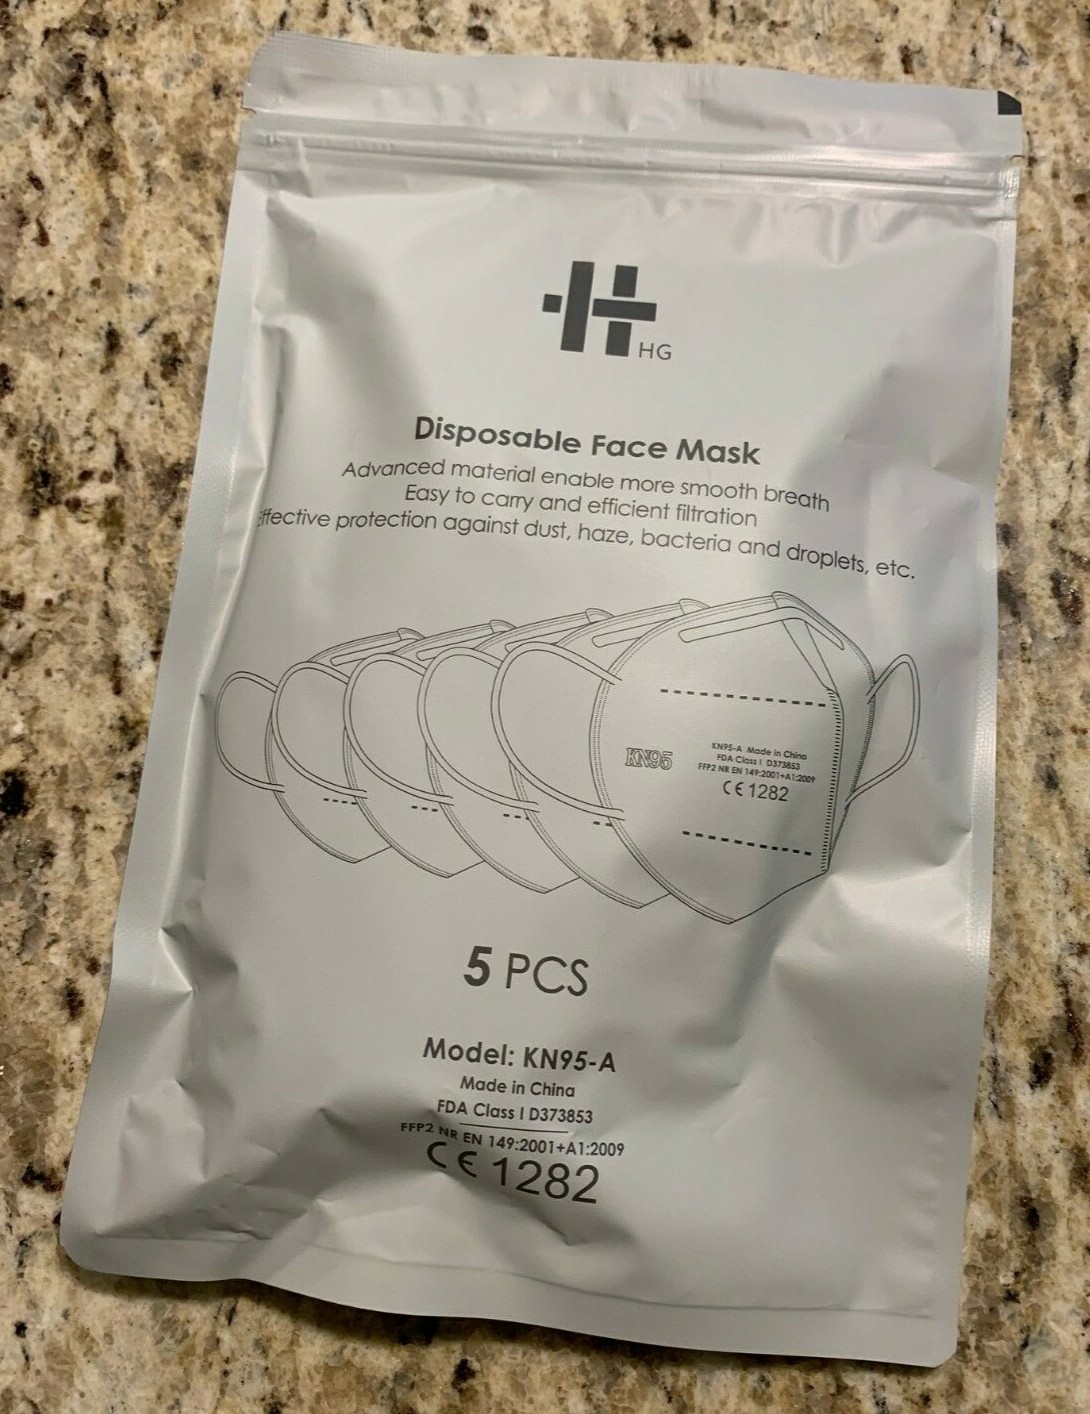 HG
Disposable Face Mask
Advanced material enable more smooth breath
Easy to carry and efficient filtration
Effective protection against dust, haze, bacteria and droplets, etc.
KN95
KN95-A Made in China
FDA Class I D373853
FFP2 NR EN 149:2001+A1:2009
CE 1282
5 PCS
Model: KN95-A
Made in China
FDA Class I D373853
FFP2 NR EN 149:2001+A1:2009
CE 1282